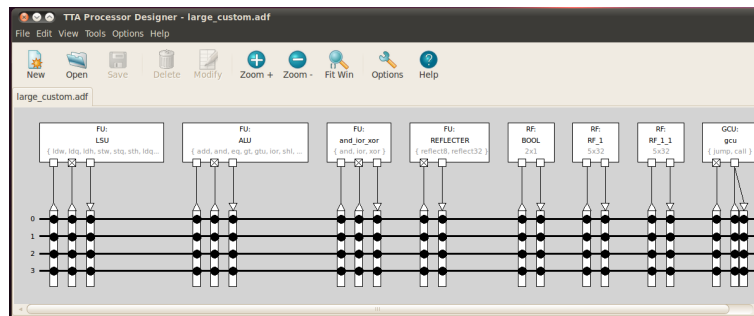 TTA Processor Designer - large_custom.adf
File Edit View Tools Options Help
New Open Save Delete Modify Zoom + Zoom - Fit Win Options Help
large_custom.adf
FU: FU: FU: FU: RF: RF: RF: GCU:
LSU ALU and_ior_xor REFLECTER BOOL RF_1 RF_1_1 gcu
{ ldw, ldq, ldh, stw, stq, sth, ldq... { add, and, eq, gt, gtu, ior, shl, ... { and, ior, xor } { reflect8, reflect32 } 2x1 5x32 5x32 { jump, call }
0
1
2
3